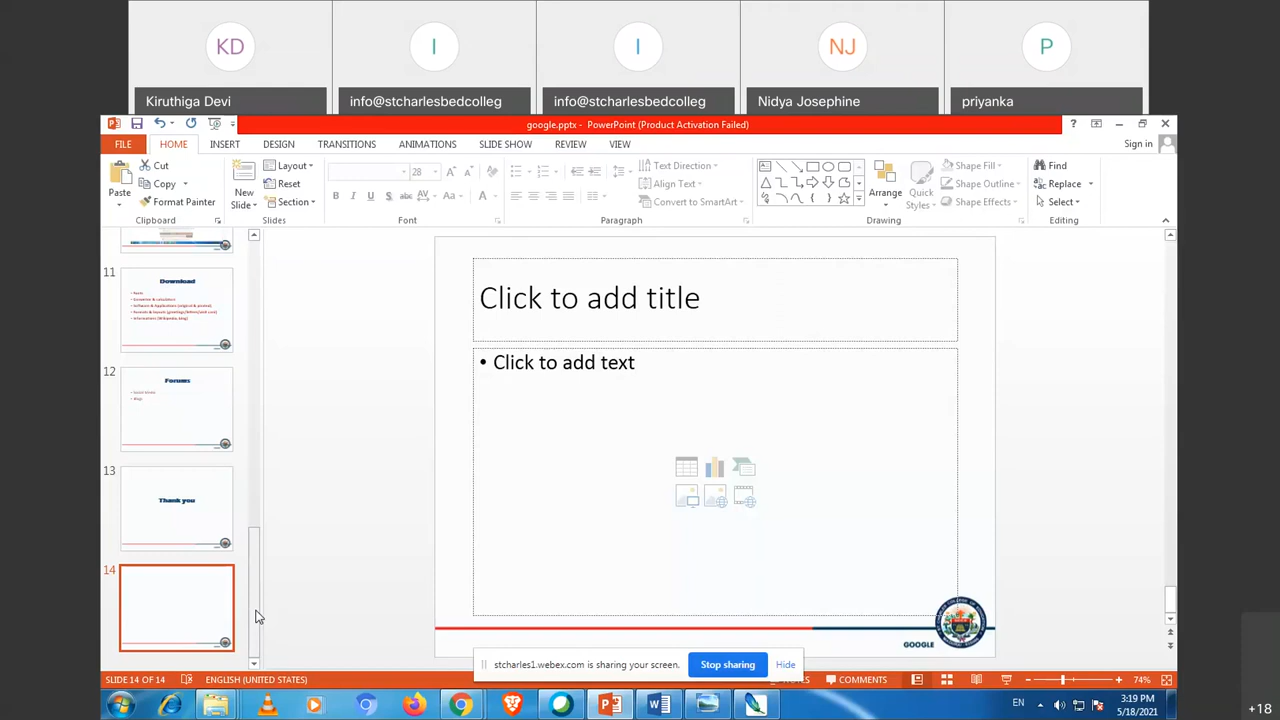 KD
I
I
NJ
P
Kiruthiga Devi
info@stcharlesbedcolleg
info@stcharlesbedcolleg
Nidya Josephine
priyanka
google.pptx - PowerPoint (Product Activation Failed)
FILE HOME INSERT DESIGN TRANSITIONS ANIMATIONS SLIDE SHOW REVIEW VIEW Sign in
Paste
Cut
Copy
Format Painter
Clipboard
New Slide
Layout
Reset
Section
Slides
28
Font
Text Direction
Align Text
Convert to SmartArt
Paragraph
Arrange
Quick Styles
Shape Fill
Shape Outline
Shape Effects
Drawing
Find
Replace
Select
Editing
11
Download
12
Forums
13
Thank you
14
Click to add title
• Click to add text
GOOGLE
stcharles1.webex.com is sharing your screen. Stop sharing Hide
SLIDE 14 OF 14 ENGLISH (UNITED STATES) COMMENTS 74%
EN 3:19 PM
5/18/2021
+18